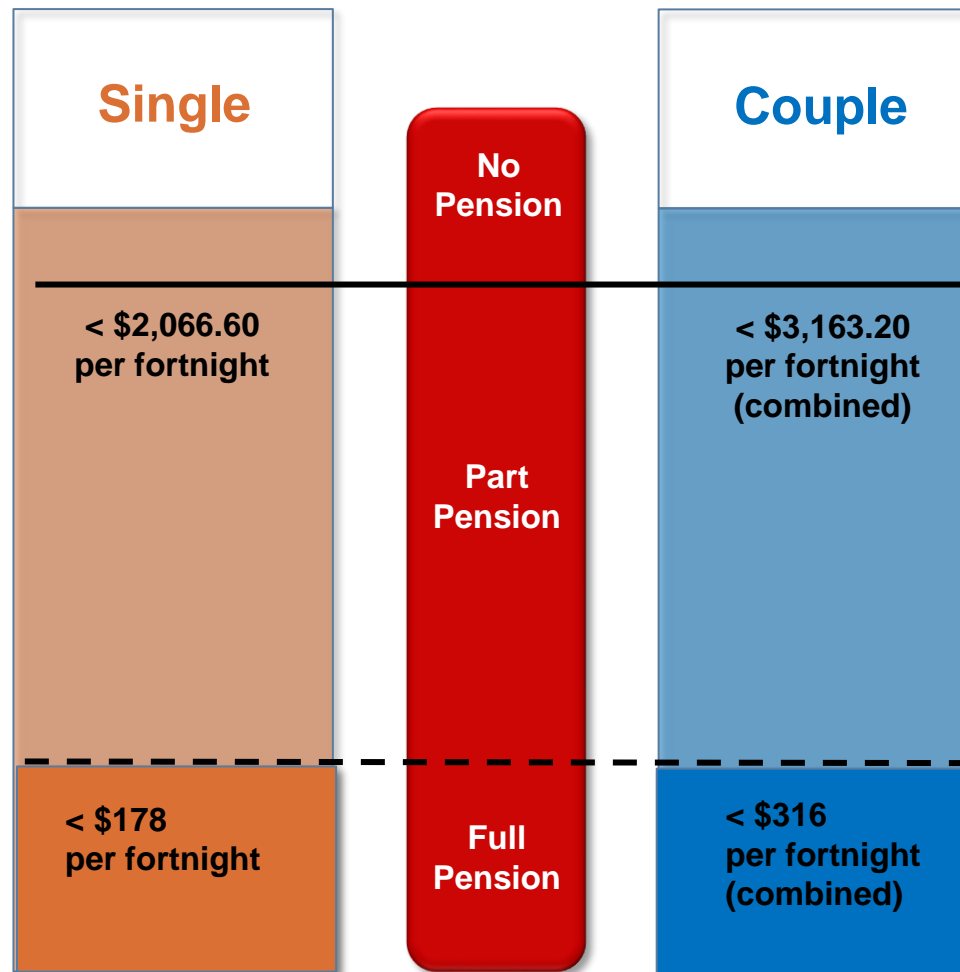 Single
< $2,066.60
per fortnight
< $178
per fortnight
No
Pension
Part
Pension
Full
Pension
Couple
< $3,163.20
per fortnight
(combined)
< $316
per fortnight
(combined)